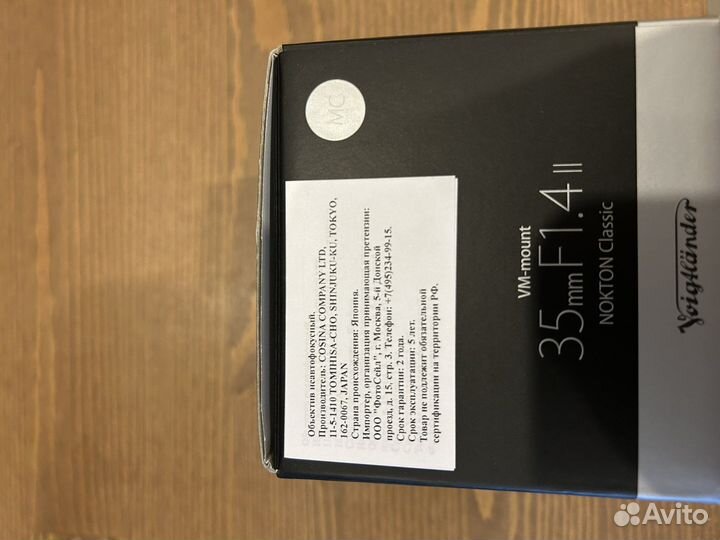 MC
Объектив неавтофокусный.
Производитель: COSINA COMPANY LTD,
11-5-1410 TOMIHISA-CHO, SHINJUKU-KU, TOKYO,
162-0067, JAPAN
Страна происхождения: Япония.
Импортер, организация принимающая претензии:
ООО "ФотоСейл", г. Москва, 5-й Донской
проезд, д. 15, стр. 3. Телефон: +7(495)234-99-15.
Срок гарантии: 2 года.
Срок эксплуатации: 5 лет.
Товар не подлежит обязательной
сертификации на территории РФ.
VM-mount
35mm F1.4 II
NOKTON Classic
Voigtländer
Avito